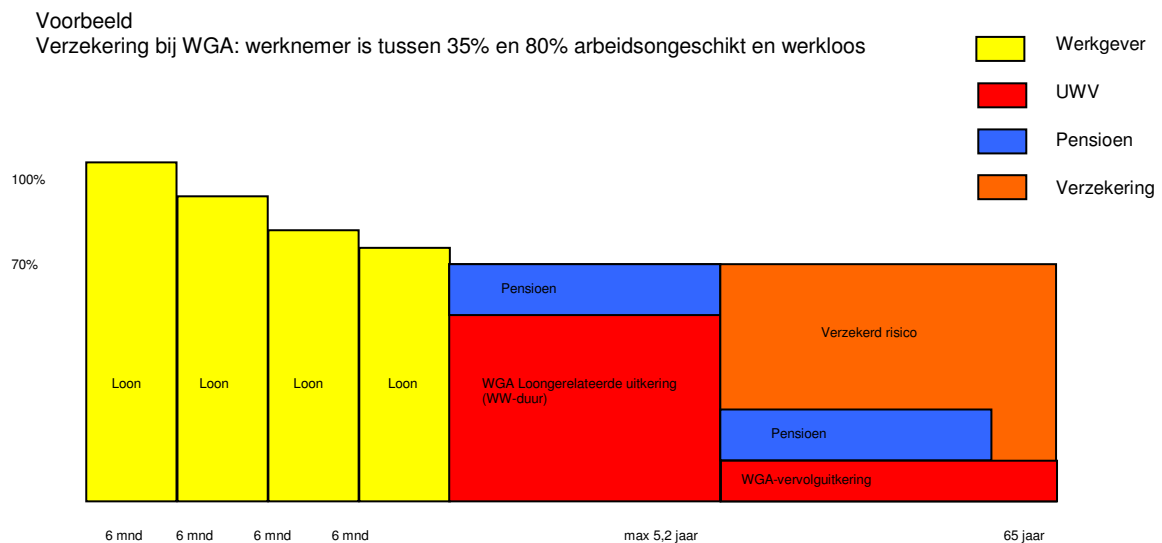 Voorbeeld
Verzekering bij WGA: werknemer is tussen 35% en 80% arbeidsongeschikt en werkloos
Werkgever
UWV
Pensioen
Verzekering
100%
70%
Pensioen
Verzekerd risico
Loon
Loon
Loon
Loon
WGA Loongerelateerde uitkering
(WW-duur)
Pensioen
WGA-vervolguitkering
6 mnd
6 mnd
6 mnd
6 mnd
max 5,2 jaar
65 jaar